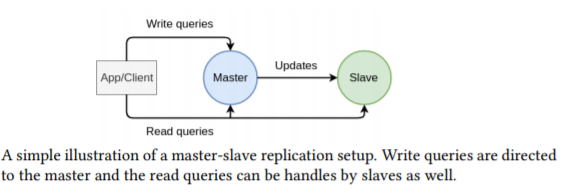 Write queries
App/Client
Master
Updates
Slave
Read queries
A simple illustration of a master-slave replication setup. Write queries are directed
to the master and the read queries can be handles by slaves as well.